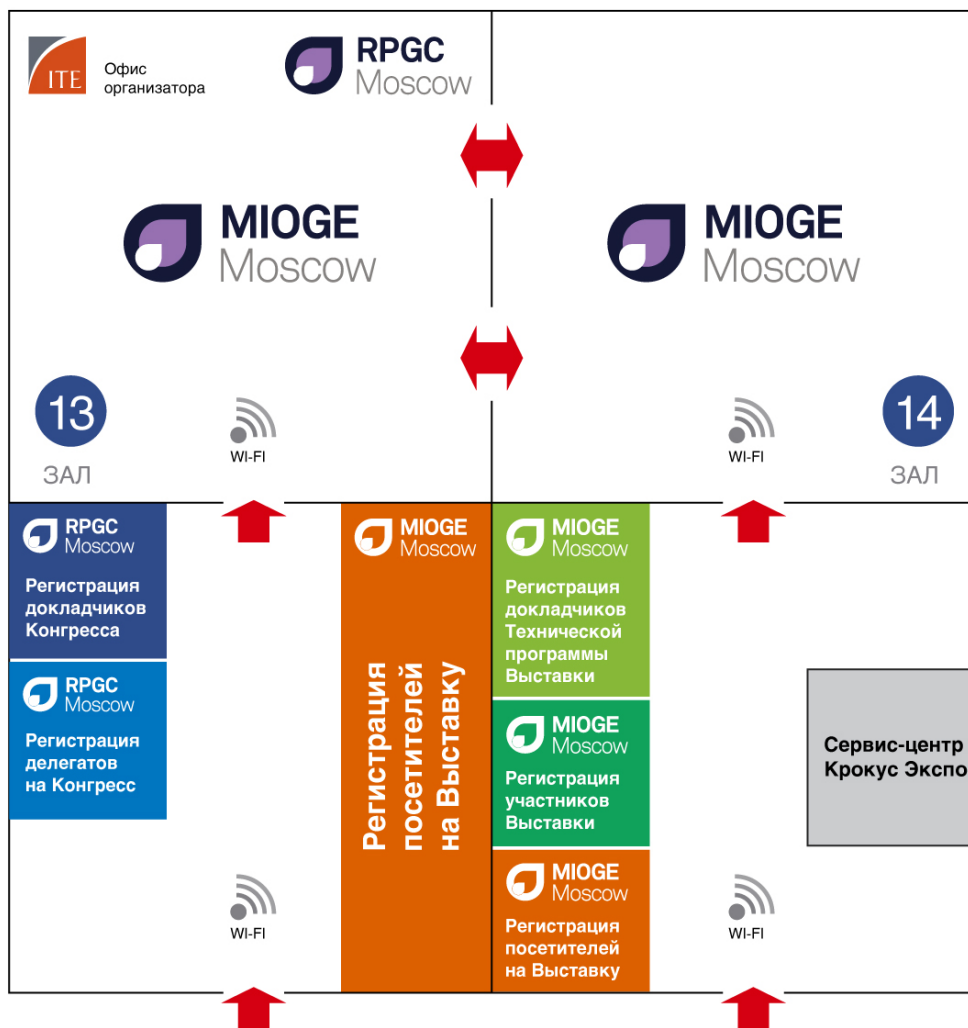 ITE
Офис
организатора
RPGC
Moscow
MIOGE
Moscow
MIOGE
Moscow
13
ЗАЛ
WI-FI
WI-FI
14
ЗАЛ
RPGC
Moscow
Регистрация
докладчиков
Конгресса
RPGC
Moscow
Регистрация
делегатов
на Конгресс
WI-FI
MIOGE
Moscow
Регистрация
посетителей
на Выставку
MIOGE
Moscow
Регистрация
докладчиков
Технической
программы
Выставки
MIOGE
Moscow
Регистрация
участников
Выставки
MIOGE
Moscow
Регистрация
посетителей
на Выставку
Сервис-центр
Крокус Экспо
WI-FI